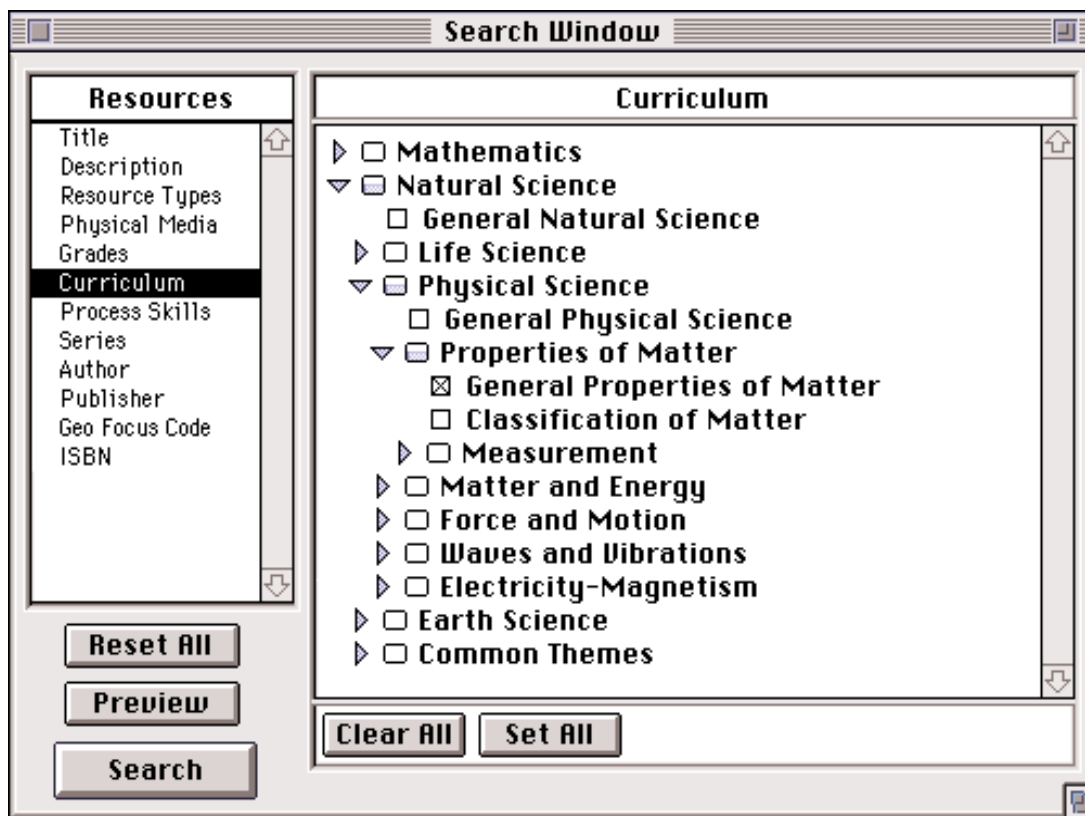 Search Window
Resources
Title
Description
Resource Types
Physical Media
Grades
Curriculum
Process Skills
Series
Author
Publisher
Geo Focus Code
ISBN
Reset All
Preview
Search
Curriculum
Mathematics
Natural Science
General Natural Science
Life Science
Physical Science
General Physical Science
Properties of Matter
General Properties of Matter
Classification of Matter
Measurement
Matter and Energy
Force and Motion
Waves and Vibrations
Electricity-Magnetism
Earth Science
Common Themes
Clear All
Set All